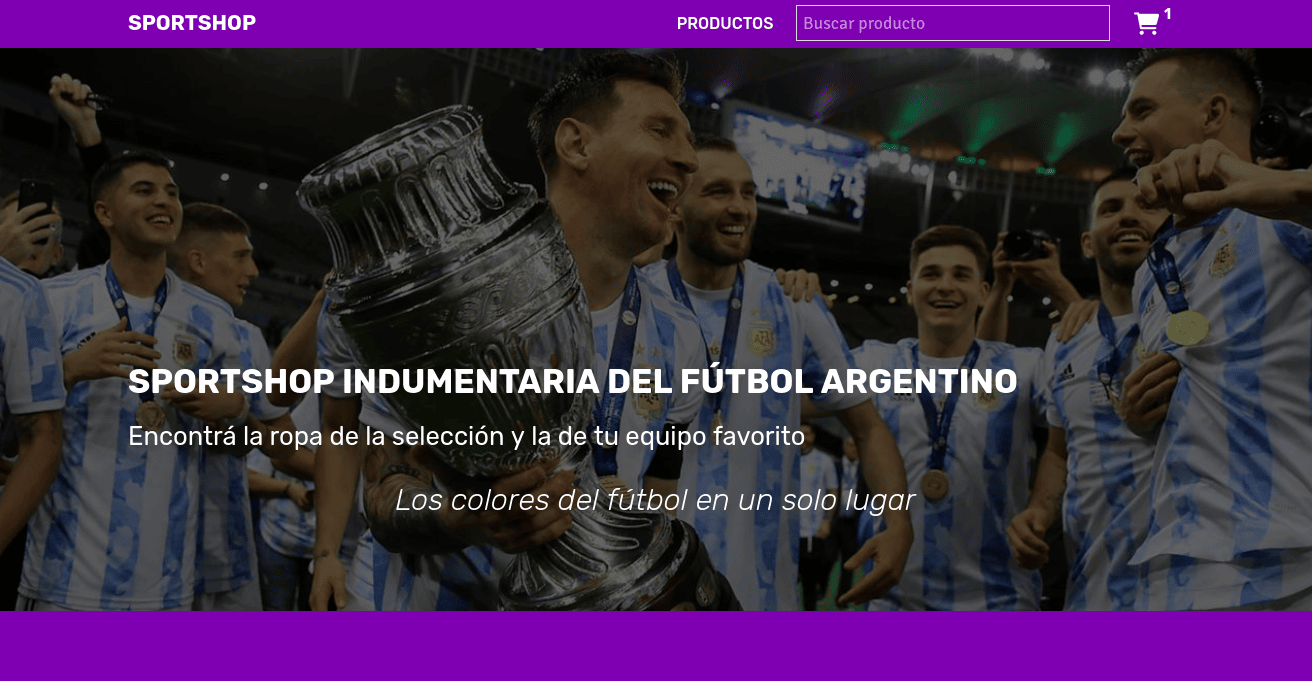 SPORTSHOP
PRODUCTOS
Buscar producto
1
SPORTSHOP INDUMENTARIA DEL FÚTBOL ARGENTINO
Encontrá la ropa de la selección y la de tu equipo favorito
Los colores del fútbol en un solo lugar